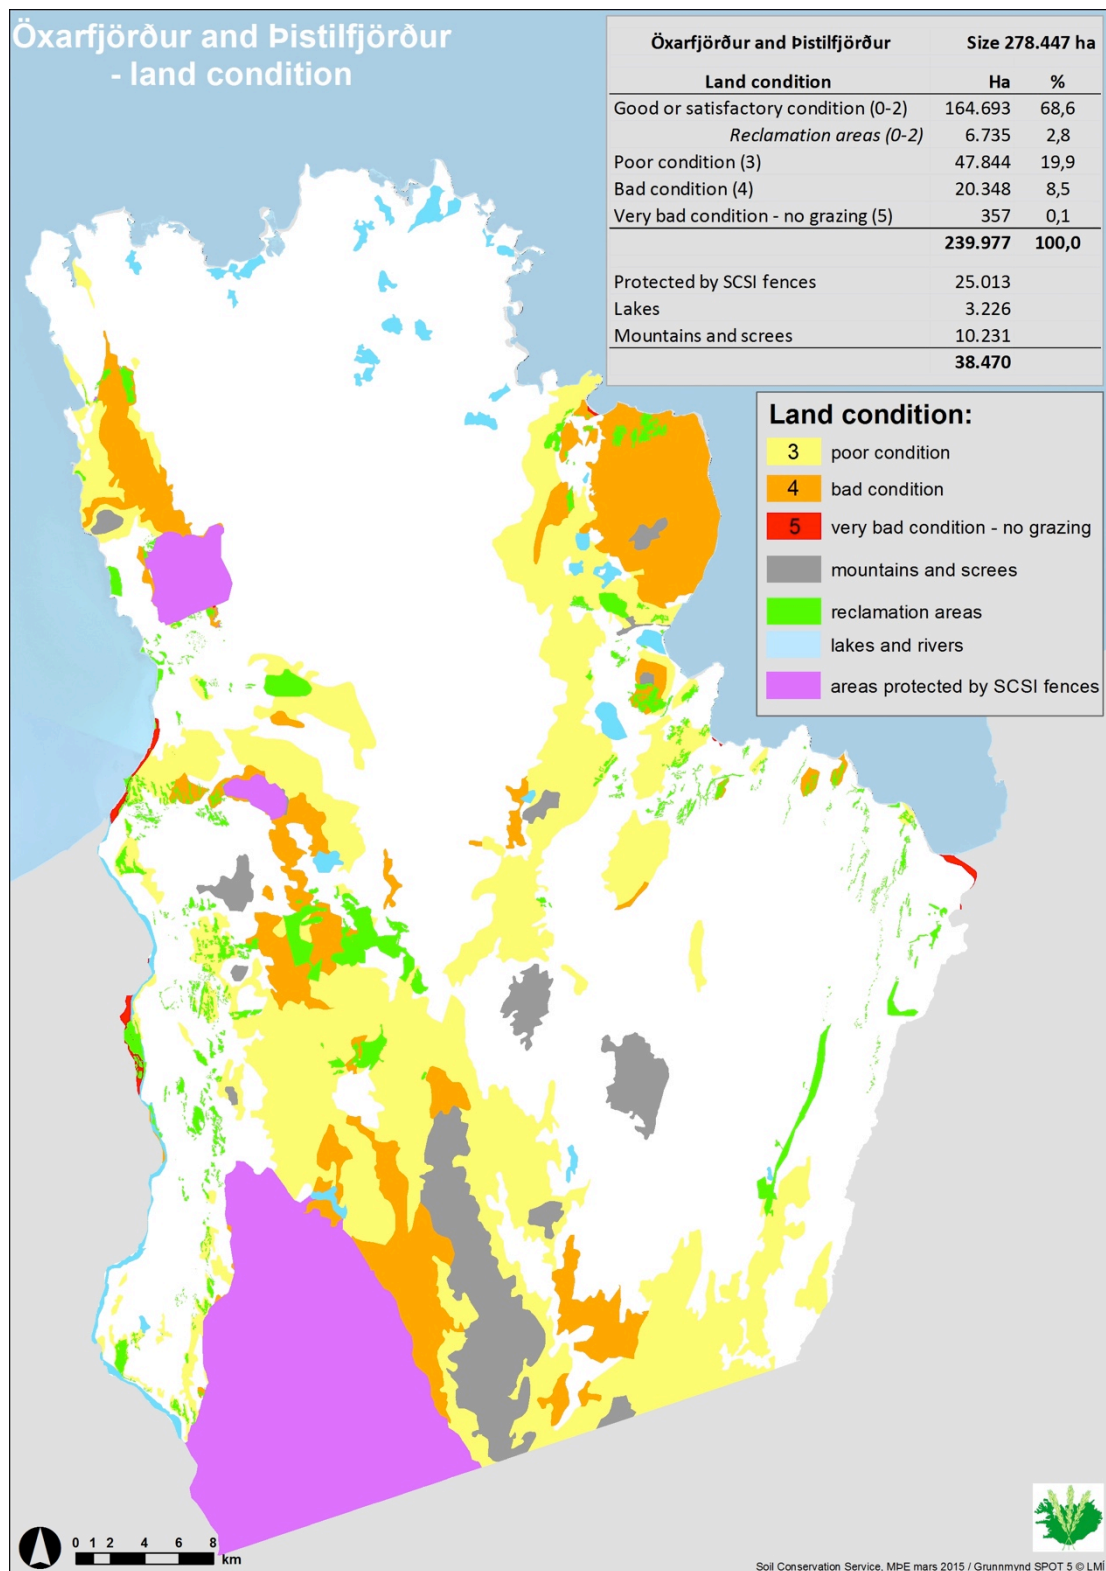 Öxarfjörður and Þistilfjörður
- land condition
Öxarfjörður and Þistilfjörður Size 278.447 ha
Land condition Ha %
Good or satisfactory condition (0-2) 164.693 68,6
Reclamation areas (0-2) 6.735 2,8
Poor condition (3) 47.844 19,9
Bad condition (4) 20.348 8,5
Very bad condition - no grazing (5) 357 0,1
239.977 100,0
Protected by SCSI fences 25.013
Lakes 3.226
Mountains and screes 10.231
38.470
Land condition:
3 poor condition
4 bad condition
5 very bad condition - no grazing
mountains and screes
reclamation areas
lakes and rivers
areas protected by SCSI fences
0 1 2 4 6 8
km
Soil Conservation Service, MÞE mars 2015 / Grunnmynd SPOT 5 © LMÍ